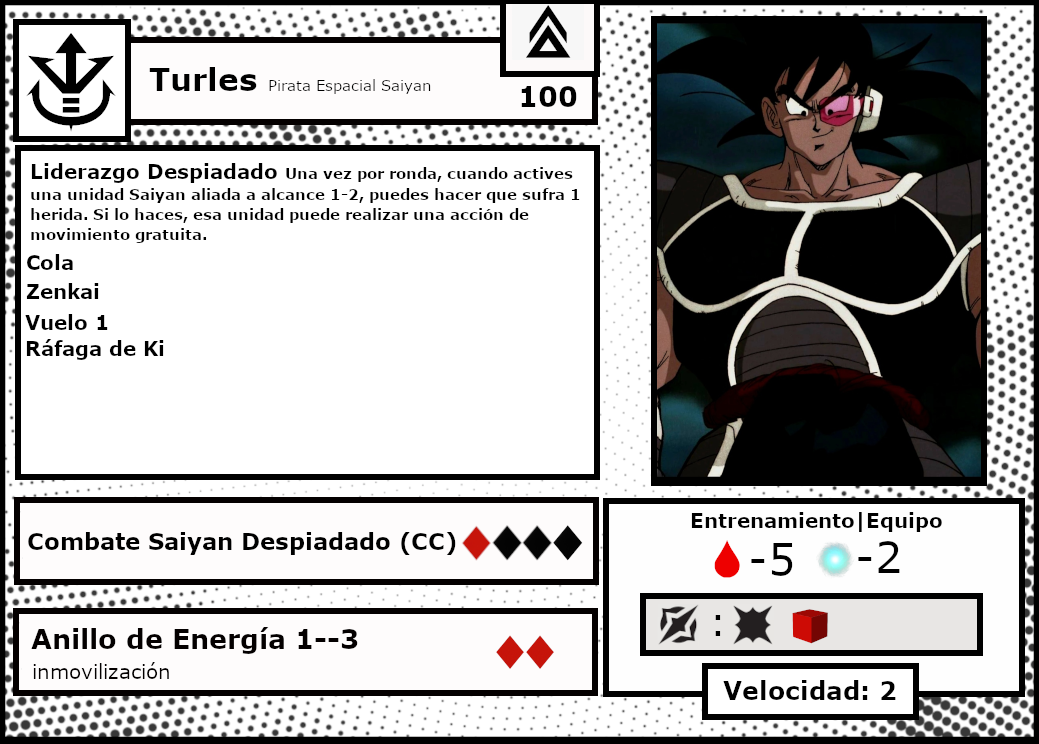 Turles Pirata Espacial Saiyan
100
Liderazgo Despiadado Una vez por ronda, cuando actives
una unidad Saiyan aliada a alcance 1-2, puedes hacer que sufra 1
herida. Si lo haces, esa unidad puede realizar una acción de
movimiento gratuita.
Cola
Zenkai
Vuelo 1
Ráfaga de Ki
Combate Saiyan Despiadado (CC)
Anillo de Energía 1--3
inmovilización
Entrenamiento|Equipo
-5 -2
:
Velocidad: 2